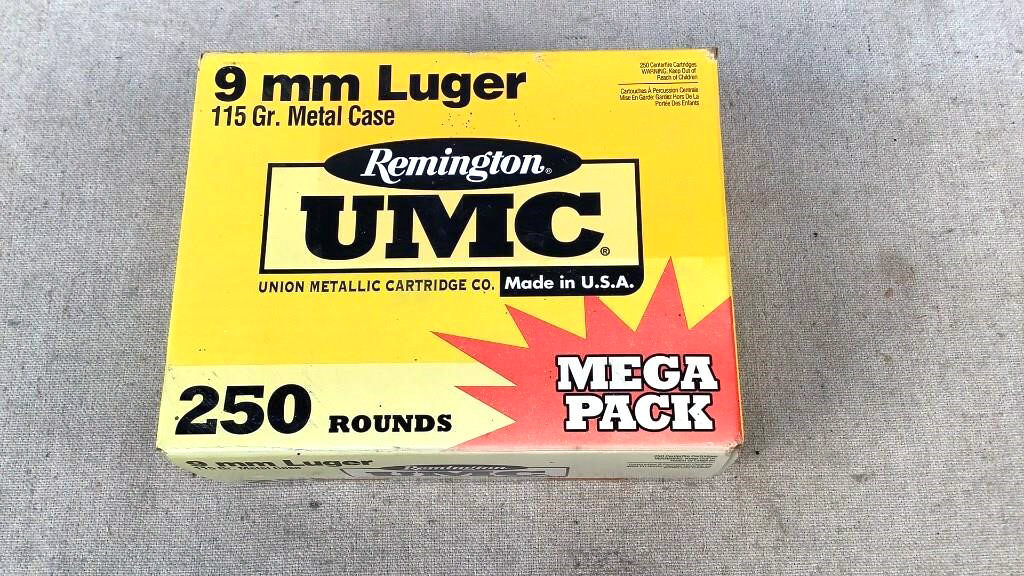 9 mm Luger
115 Gr. Metal Case
250 Centerfire Cartridges
WARNING: Keep Out of
Reach of Children
Cartouches À Percussion Centrale
Mise En Garde: Gardez Hors De La
Portée Des Enfants
Remington®
UMC®
UNION METALLIC CARTRIDGE CO. Made in U.S.A.
MEGA
PACK
250 ROUNDS
9 mm Luger
Remington